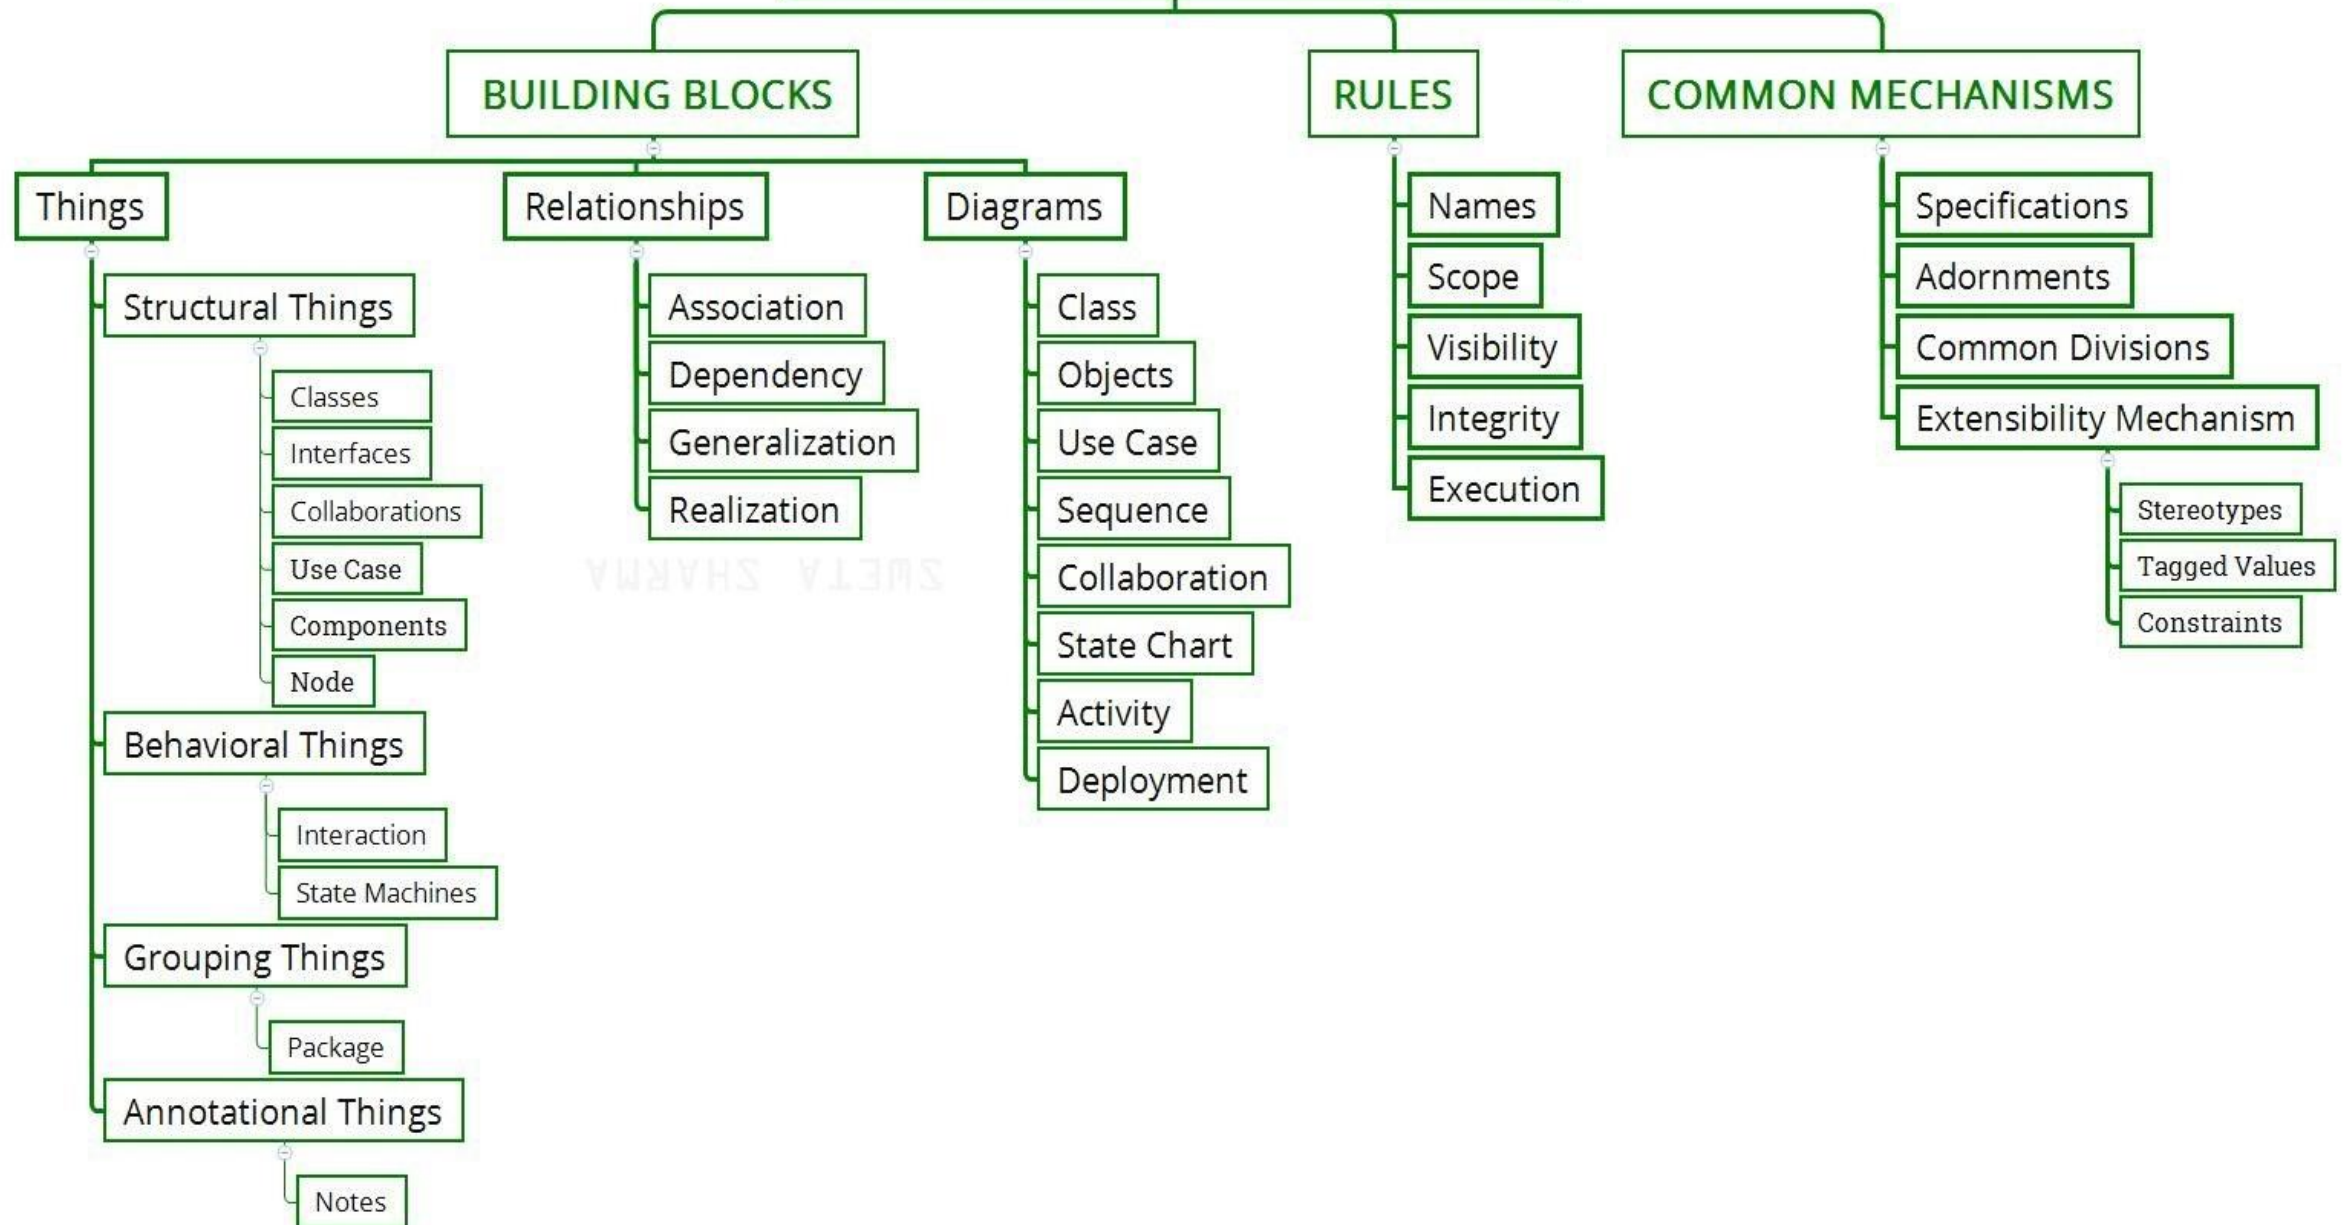 BUILDING BLOCKS
RULES
COMMON MECHANISMS
Things
Relationships
Diagrams
Structural Things
Classes
Interfaces
Collaborations
Use Case
Components
Node
Behavioral Things
Interaction
State Machines
Grouping Things
Package
Annotational Things
Notes
Association
Dependency
Generalization
Realization
Class
Objects
Use Case
Sequence
Collaboration
State Chart
Activity
Deployment
Names
Scope
Visibility
Integrity
Execution
Specifications
Adornments
Common Divisions
Extensibility Mechanism
Stereotypes
Tagged Values
Constraints